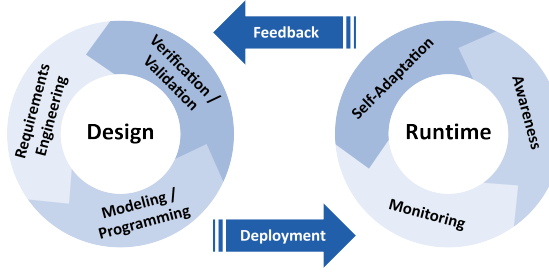 Feedback
Requirements
Engineering
Verification /
Validation
Design
Modeling /
Programming
Self-Adaptation
Awareness
Runtime
Monitoring
Deployment